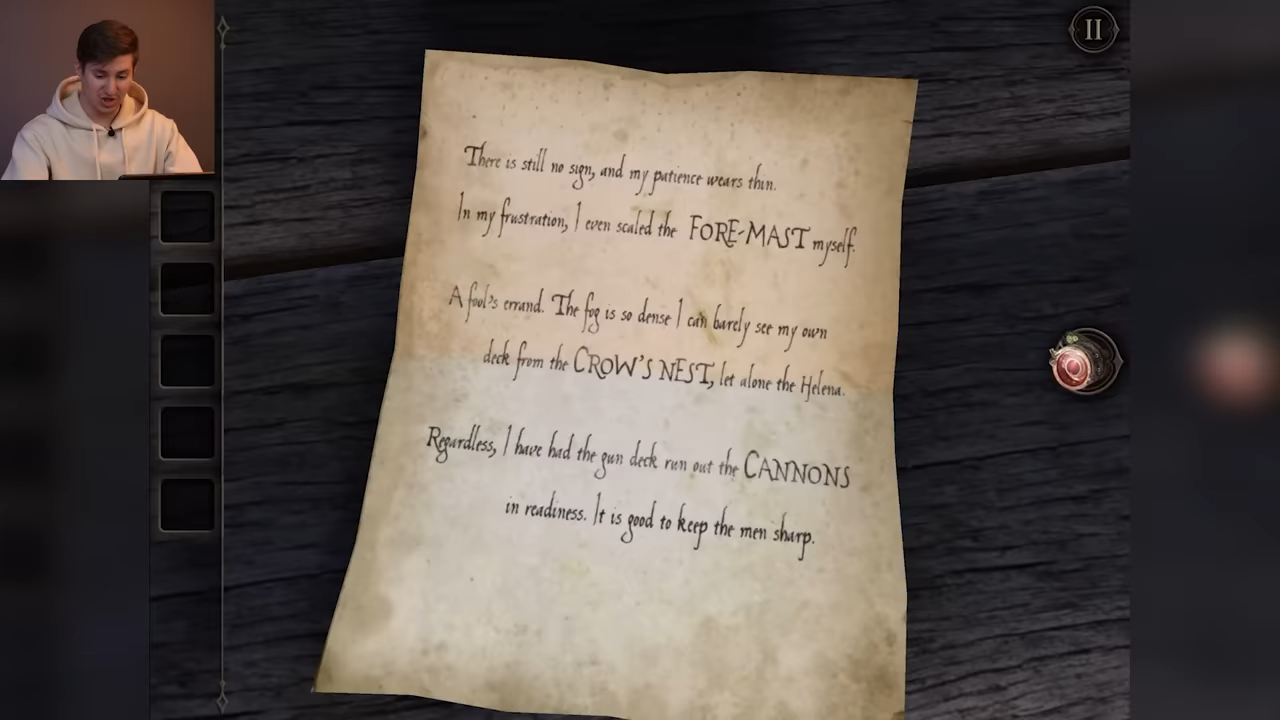 II
There is still no sign, and my patience wears thin.
In my frustration, I even scaled the FORE-MAST myself.
A fool's errand. The fog is so dense I can barely see my own
deck from the CROW'S NEST, let alone the Helena.
Regardless, I have had the gun deck run out the CANNONS
in readiness. It is good to keep the men sharp.